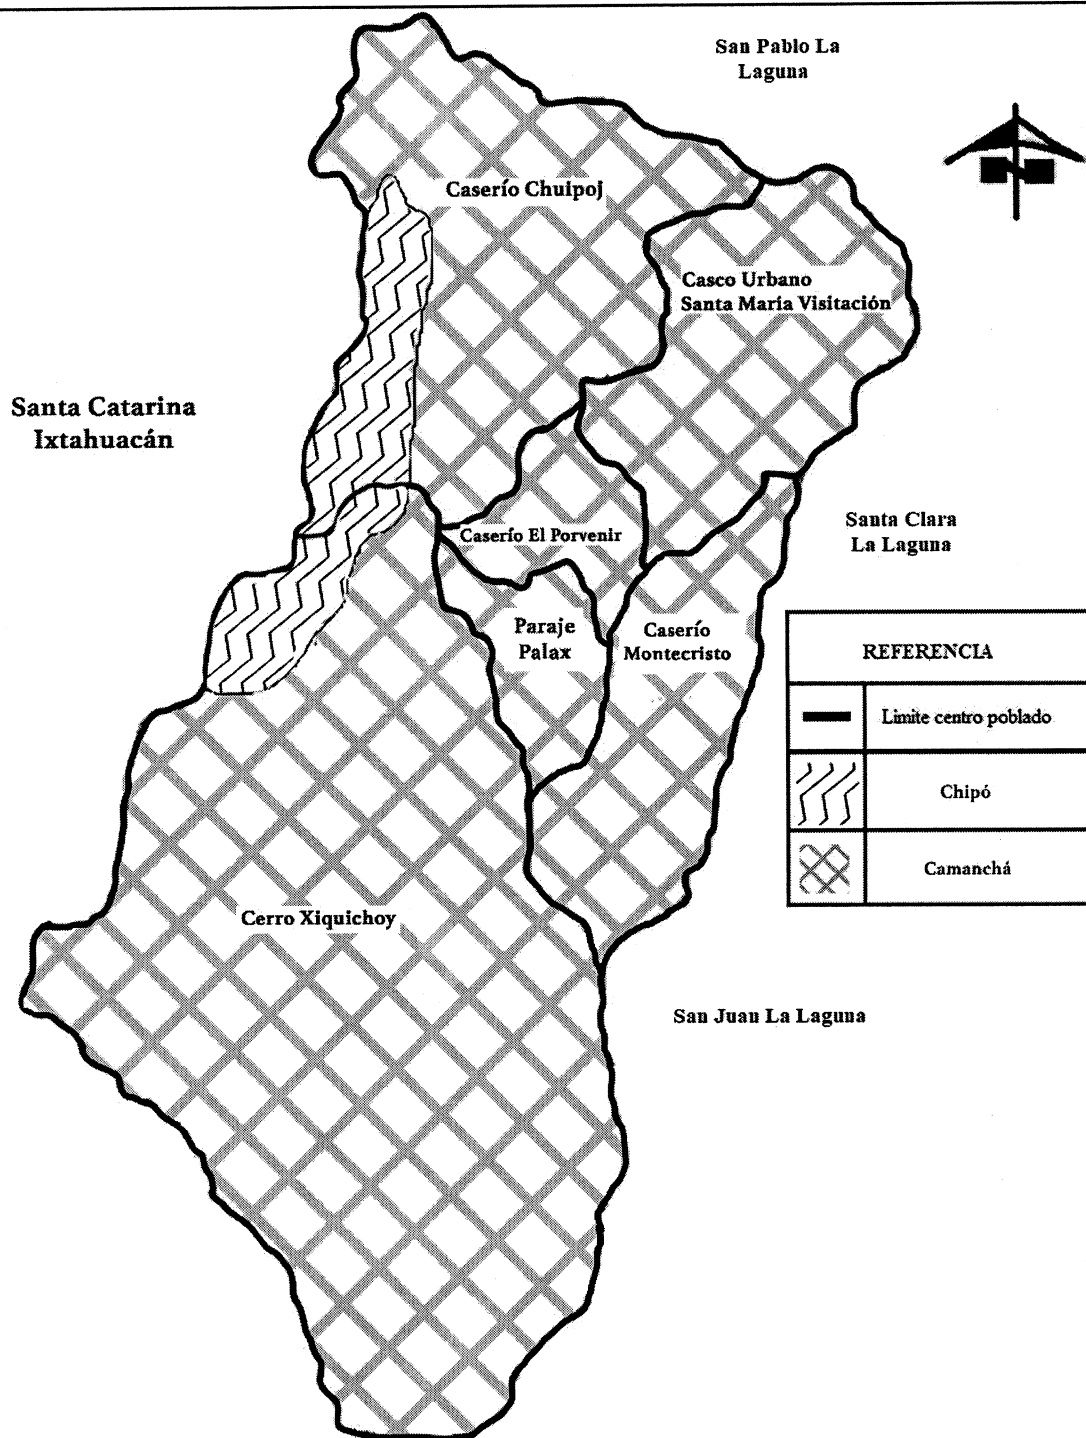 San Pablo La
Laguna
Caserío Chuipoj
Casco Urbano
Santa María Visitación
Santa Catarina
Ixtahuacán
Santa Clara
La Laguna
Caserío El Porvenir
Paraje
Palax
Caserío
Montecristo
REFERENCIA
Limite centro poblado
Chipó
Camanchá
Cerro Xiquichoy
San Juan La Laguna